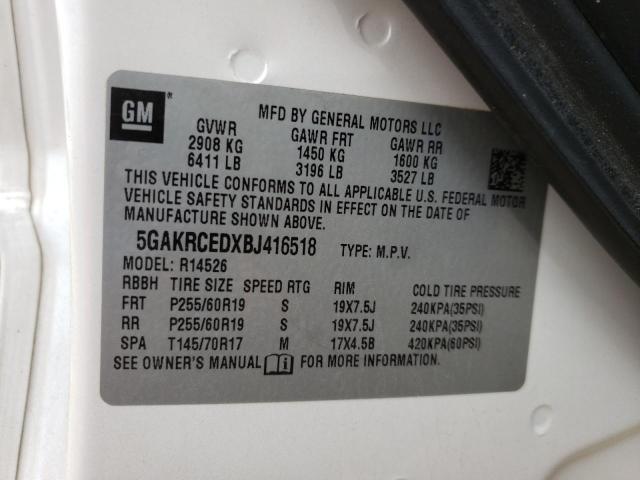 GM
MFD BY GENERAL MOTORS LLC
GVWR GAWR FRT GAWR RR
2908 KG 1450 KG 1600 KG
6411 LB 3196 LB 3527 LB
THIS VEHICLE CONFORMS TO ALL APPLICABLE U.S. FEDERAL MOTOR
VEHICLE SAFETY STANDARDS IN EFFECT ON THE DATE OF
MANUFACTURE SHOWN ABOVE.
5GAKRCEDXBJ416518 TYPE: M.P.V.
MODEL: R14526
RBBH TIRE SIZE SPEED RTG RIM COLD TIRE PRESSURE
FRT P255/60R19 S 19X7.5J 240KPA(35PSI)
RR P255/60R19 S 19X7.5J 240KPA(35PSI)
SPA T145/70R17 M 17X4.5B 420KPA(60PSI)
SEE OWNER'S MANUAL i FOR MORE INFORMATION.